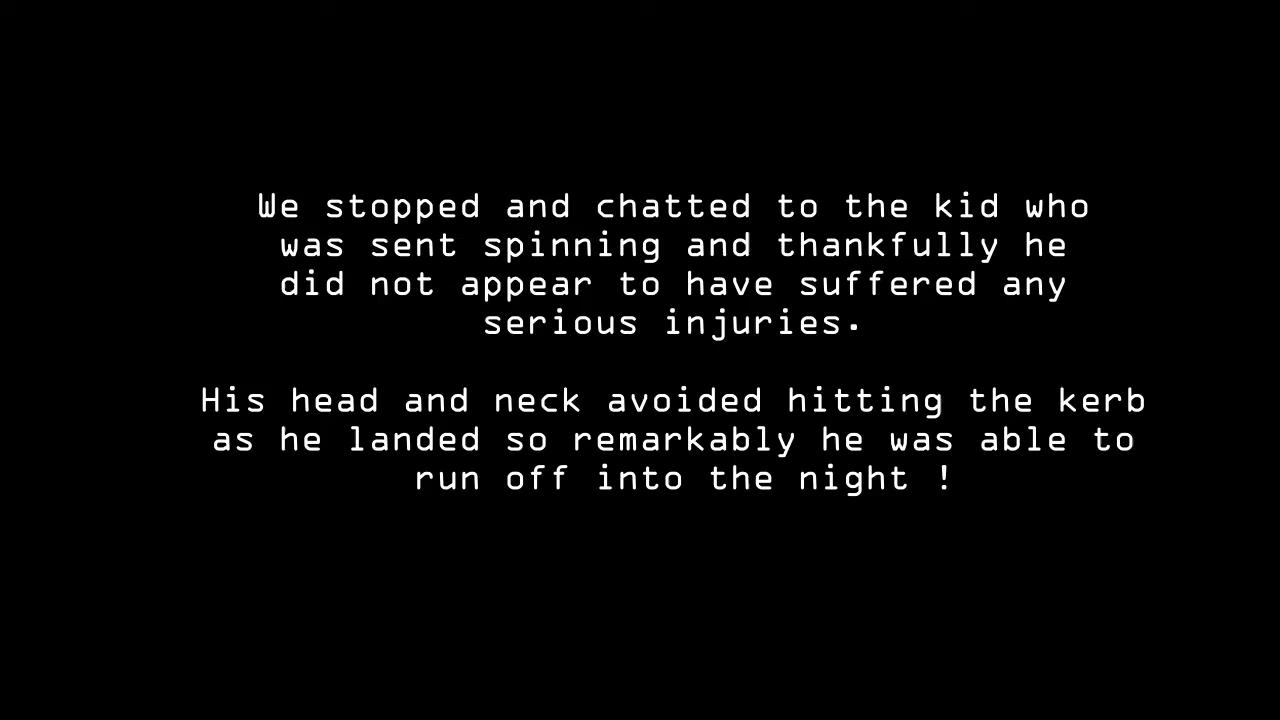 We stopped and chatted to the kid who
was sent spinning and thankfully he
did not appear to have suffered any
serious injuries.
His head and neck avoided hitting the kerb
as he landed so remarkably he was able to
run off into the night !